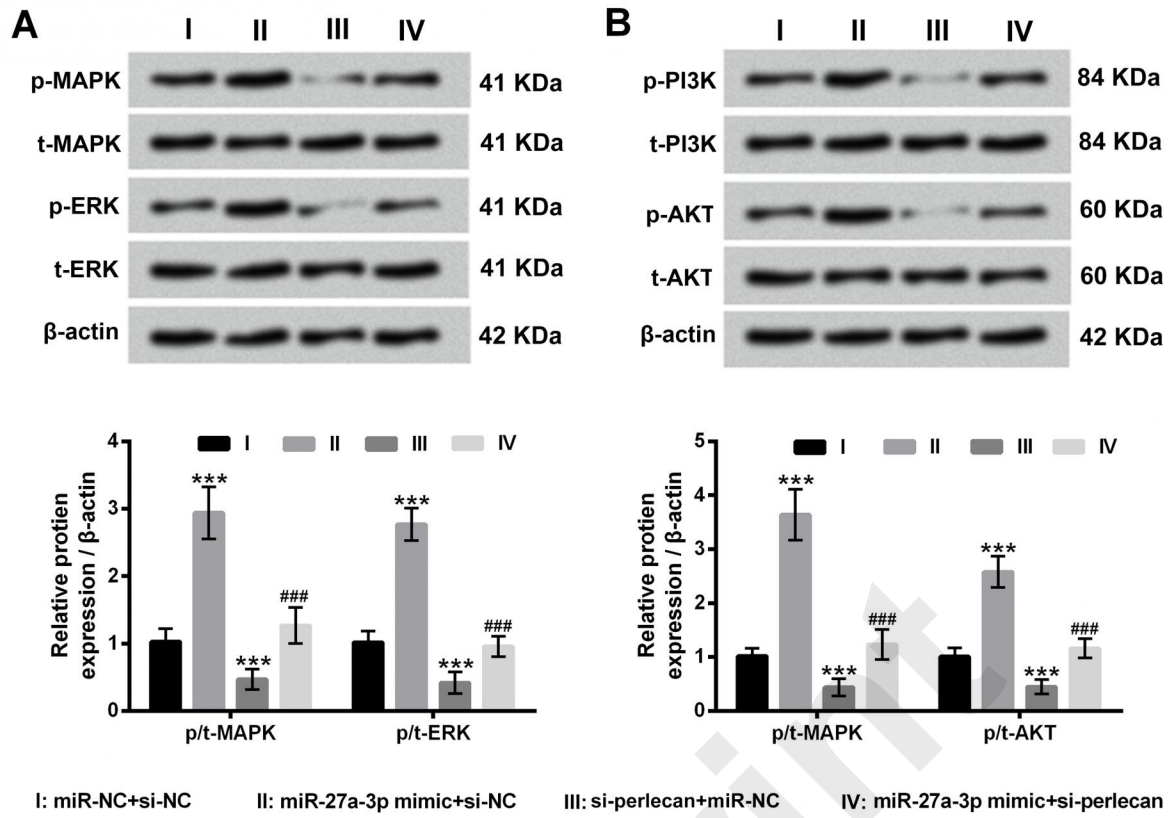 A
I II III IV
p-MAPK 41 KDa
t-MAPK 41 KDa
p-ERK 41 KDa
t-ERK 41 KDa
β-actin 42 KDa
B
I II III IV
p-PI3K 84 KDa
t-PI3K 84 KDa
p-AKT 60 KDa
t-AKT 60 KDa
β-actin 42 KDa
Relative protien
expression / β-actin
4
3
2
1
0
I II III IV
*** *** ### *** *** ###
p/t-MAPK p/t-ERK
Relative protien
expression / β-actin
5
4
3
2
1
0
I II III IV
*** *** ### *** *** ###
p/t-MAPK p/t-AKT
I: miR-NC+si-NC II: miR-27a-3p mimic+si-NC III: si-perlecan+miR-NC IV: miR-27a-3p mimic+si-perlecan